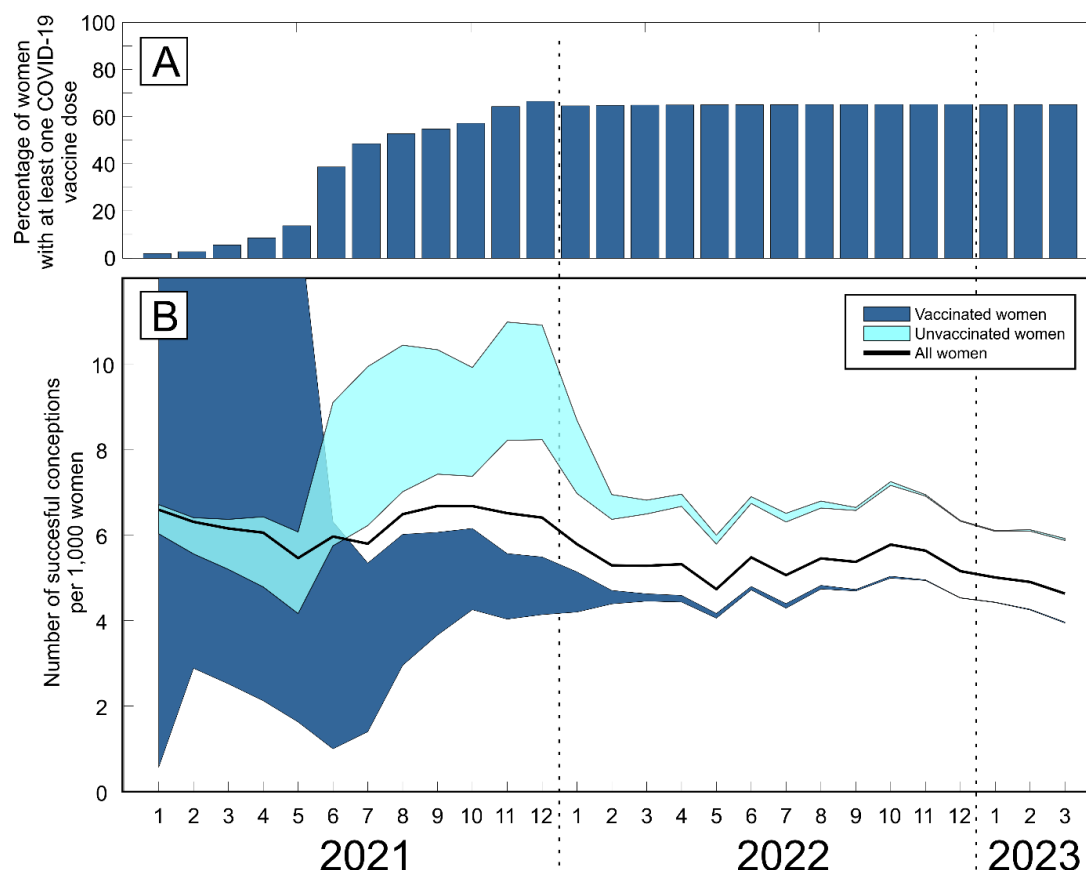 A
Percentage of women
with at least one COVID-19
vaccine dose
100
80
60
40
20
0
B
Vaccinated women
Unvaccinated women
All women
Number of succesful conceptions
per 1,000 women
10
8
6
4
2
0
1 2 3 4 5 6 7 8 9 10 11 12 1 2 3 4 5 6 7 8 9 10 11 12 1 2 3
2021 2022 2023